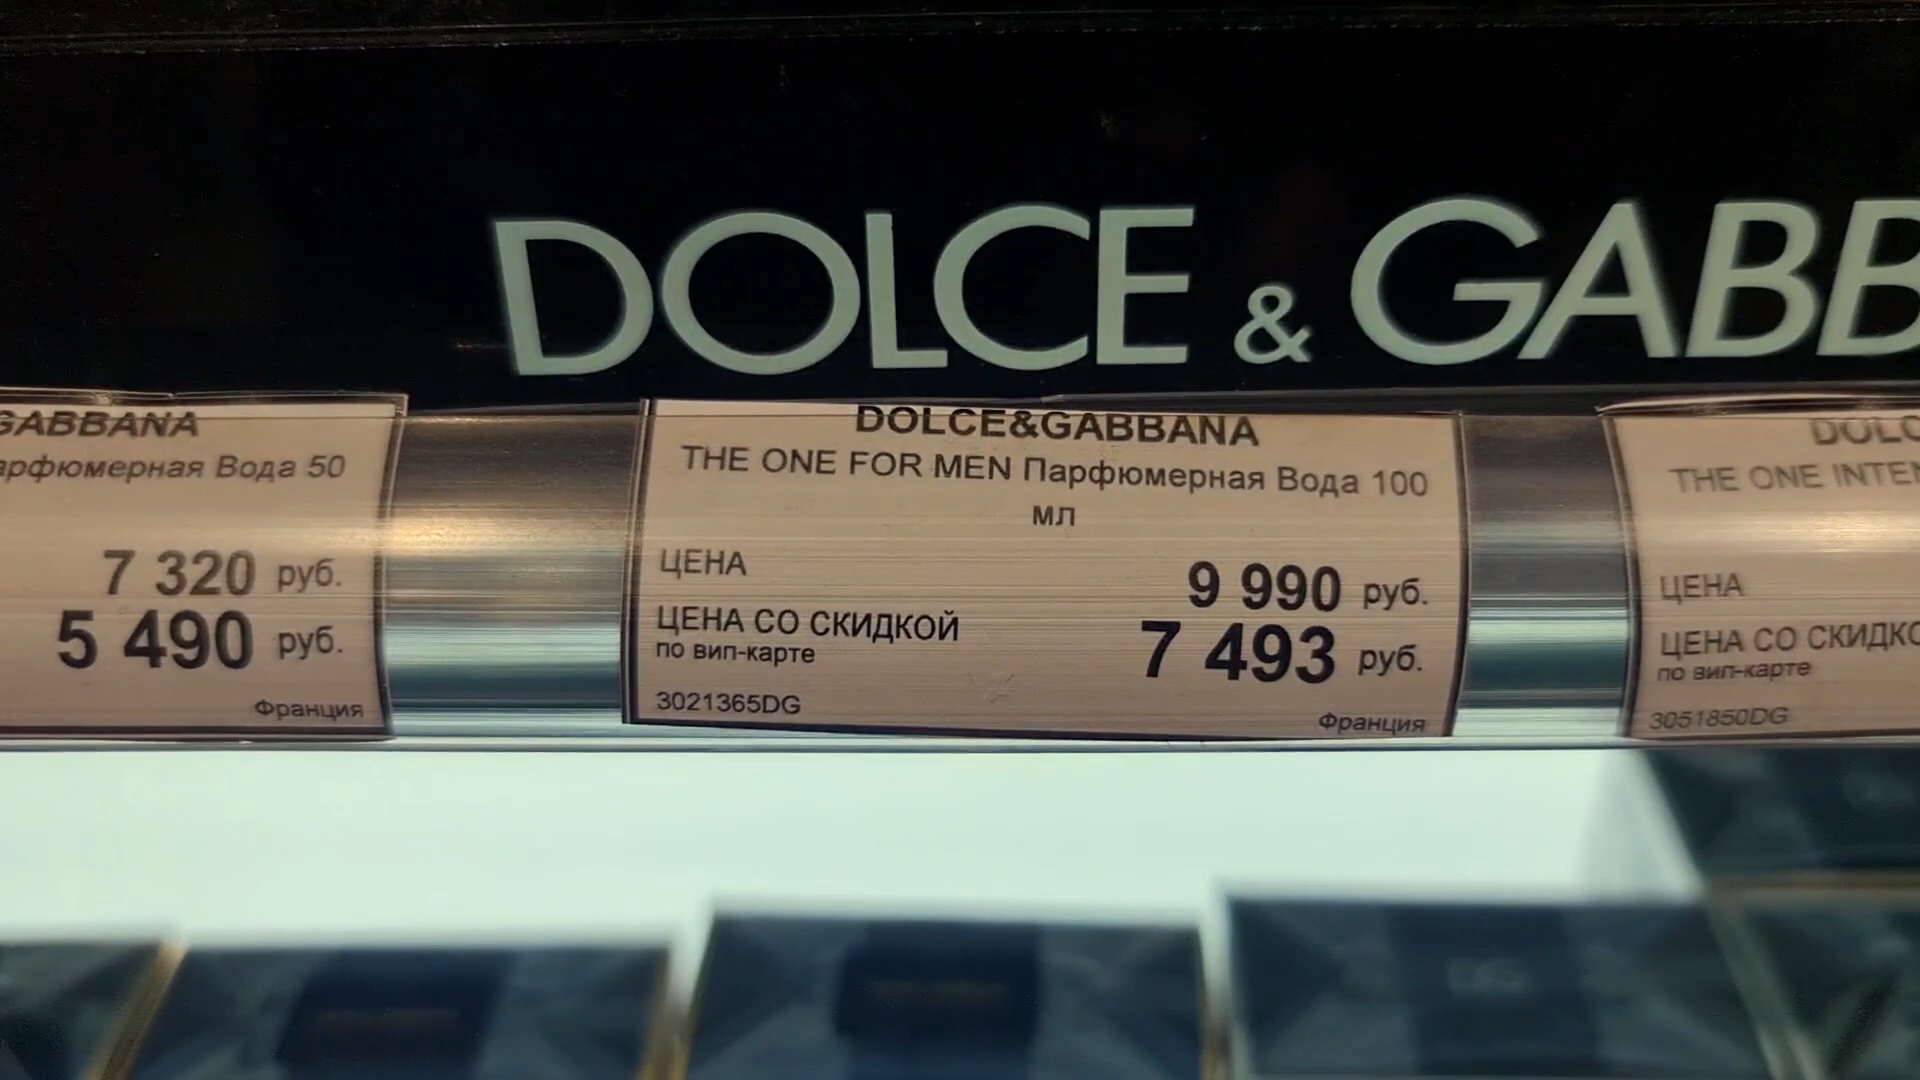 DOLCE & GABB
GABBANA
арфюмерная Вода 50
7 320 руб.
5 490 руб.
Франция
DOLCE&GABBANA
THE ONE FOR MEN Парфюмерная Вода 100
мл
ЦЕНА 9 990 руб.
ЦЕНА СО СКИДКОЙ 7 493 руб.
по вип-карте
3021365DG
Франция
DOLC
THE ONE INTEN
ЦЕНА
ЦЕНА СО СКИДКО
по вип-карте
3051850DG